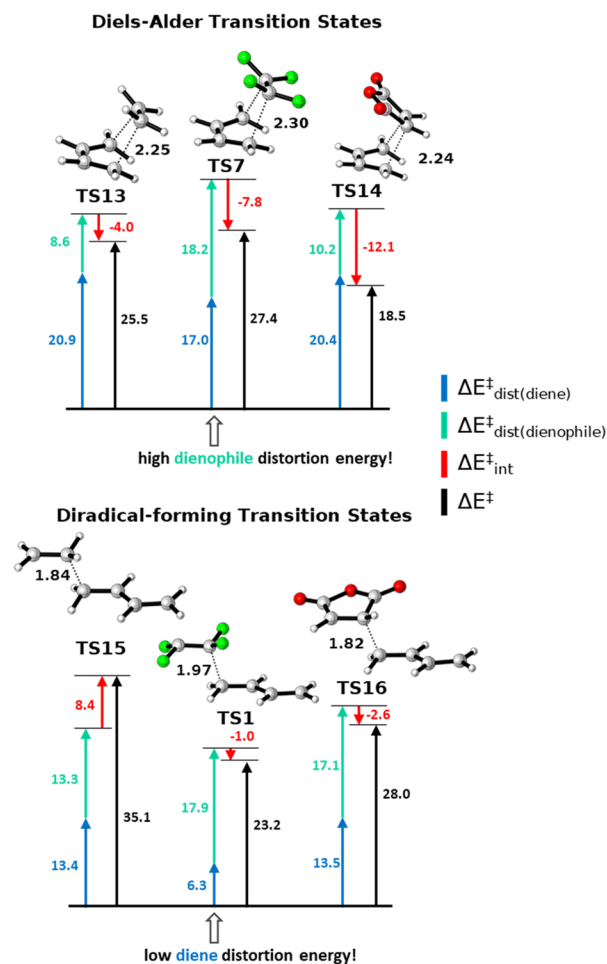 Diels-Alder Transition States
2.25
2.30
2.24
TS13
TS7
TS14
8.6
-4.0
20.9
25.5
18.2
-7.8
17.0
27.4
10.2
-12.1
20.4
18.5
high dienophile distortion energy!
ΔE‡dist(diene)
ΔE‡dist(dienophile)
ΔE‡int
ΔE‡
Diradical-forming Transition States
1.84
1.97
1.82
TS15
TS1
TS16
8.4
13.3
13.4
35.1
-1.0
17.9
6.3
23.2
-2.6
17.1
13.5
28.0
low diene distortion energy!